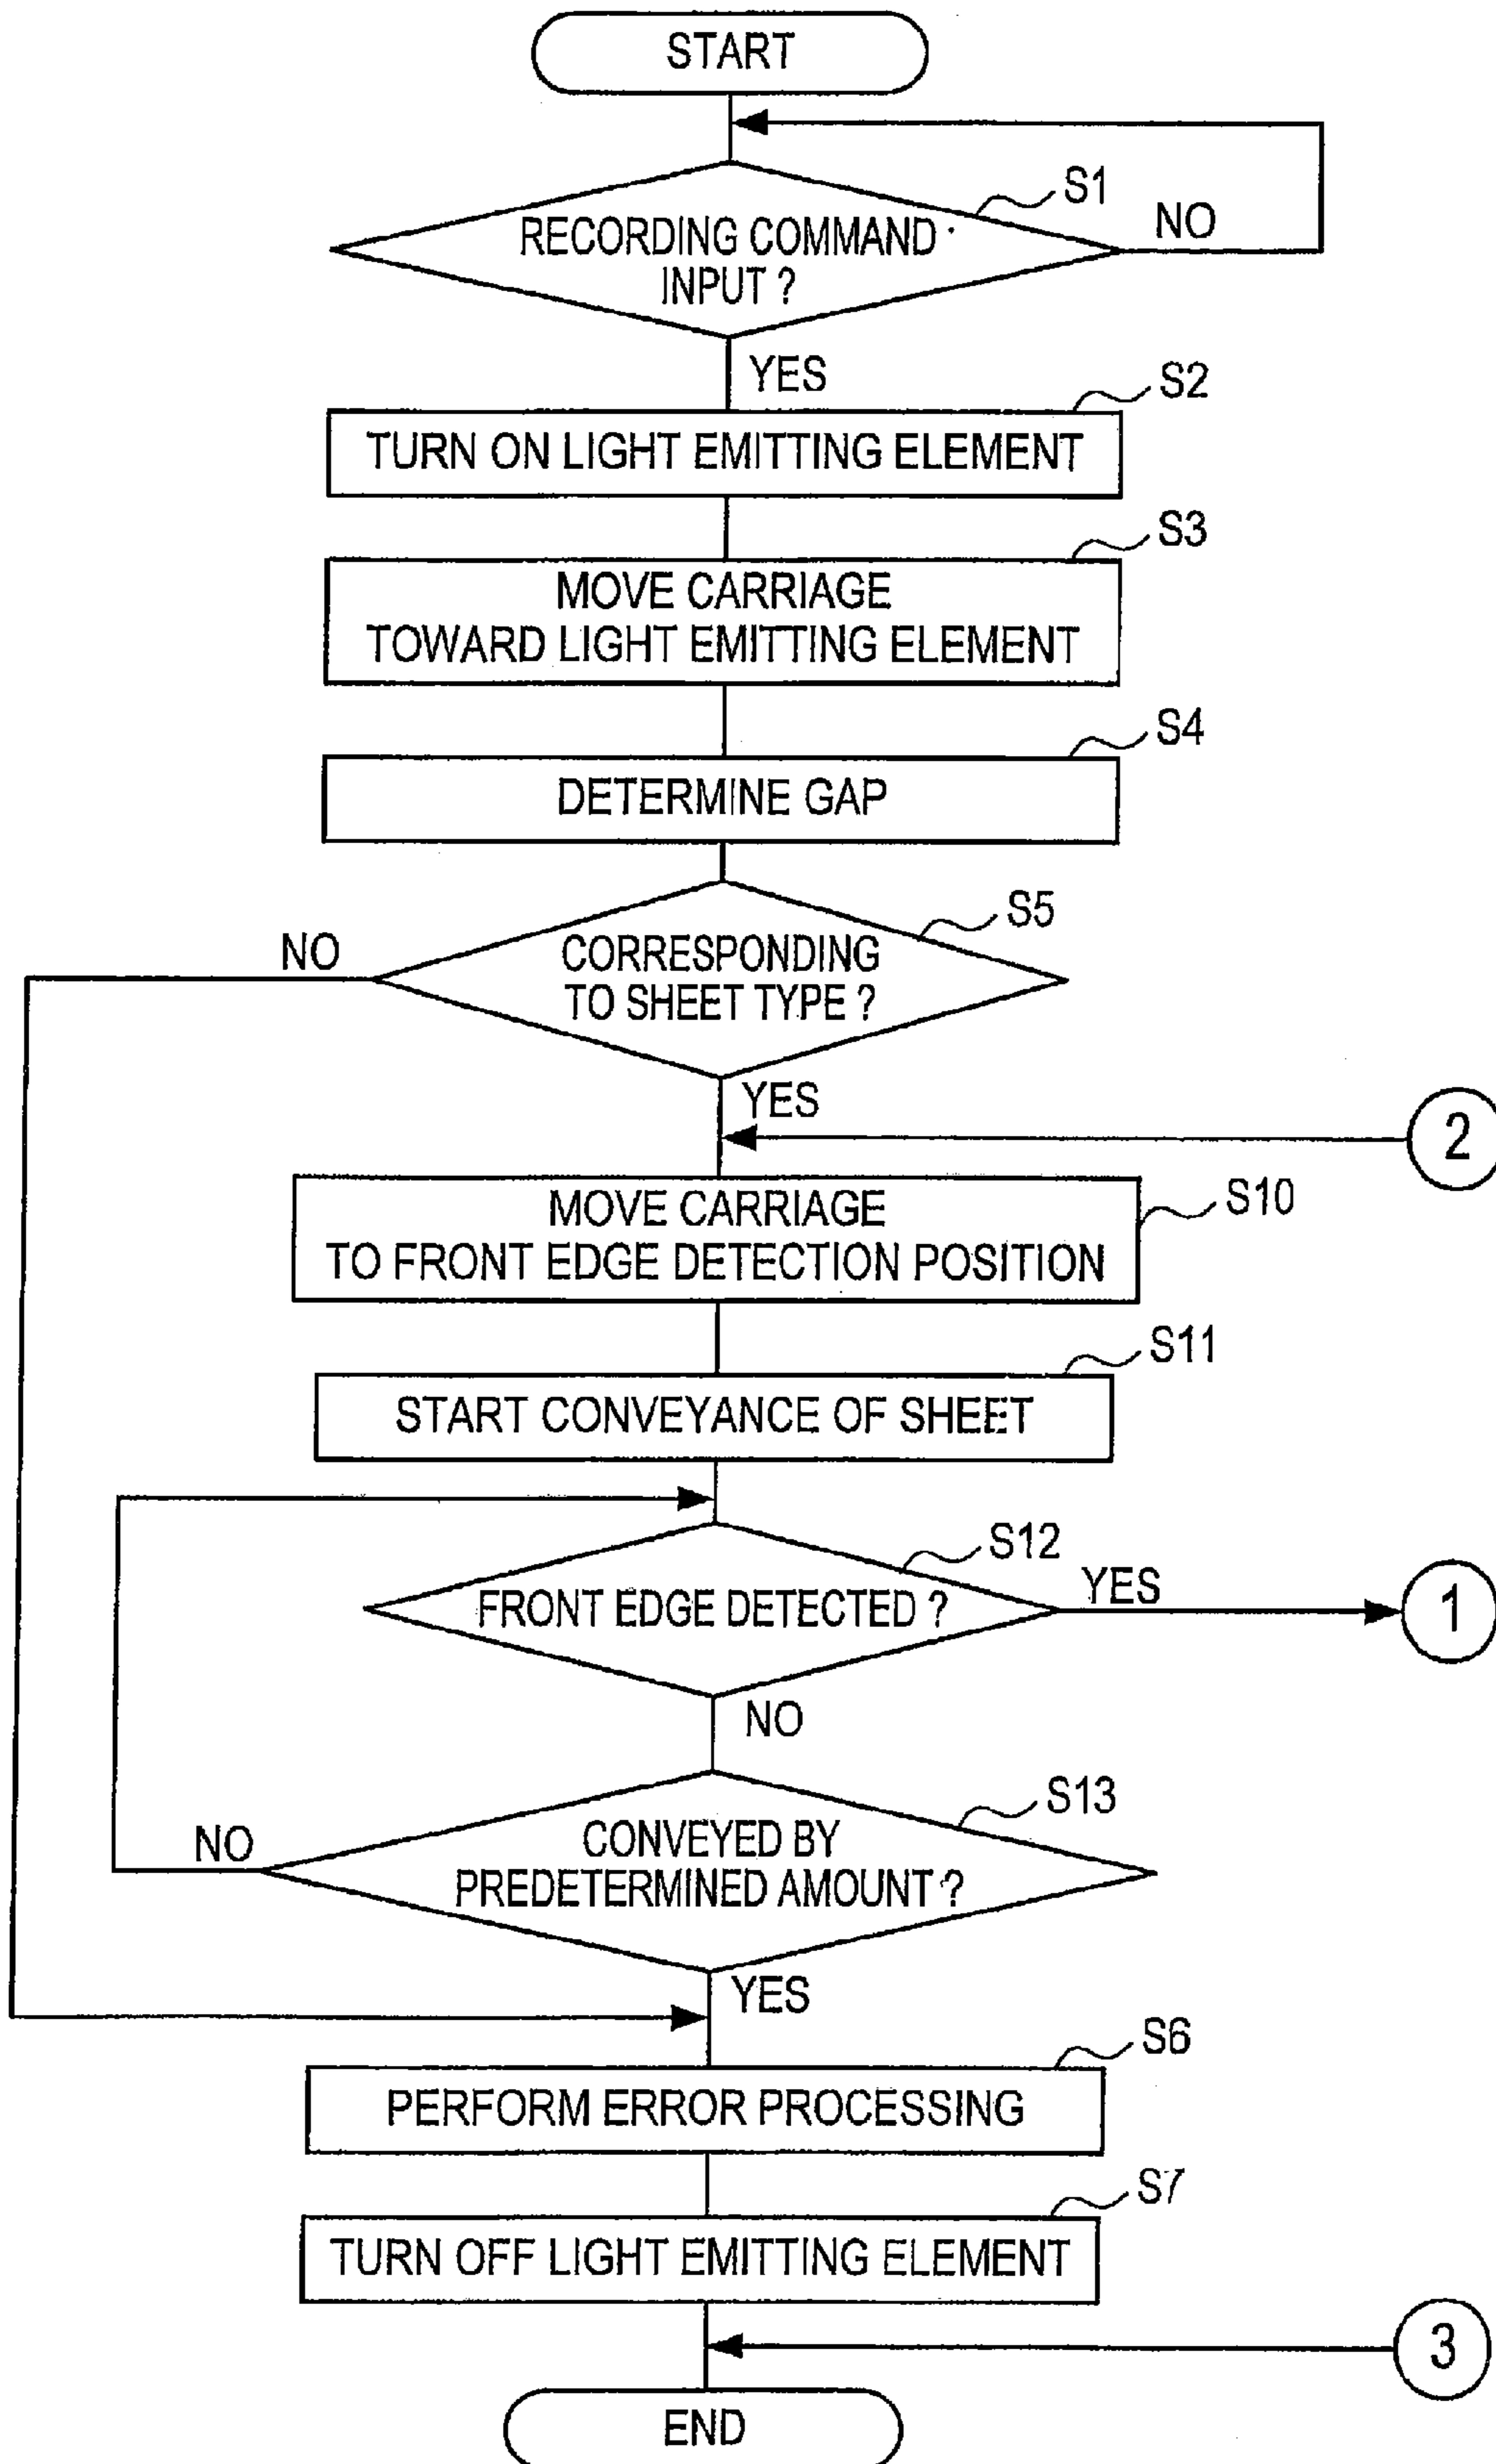 START
S1
RECORDING COMMAND
INPUT ?
NO
YES
S2
TURN ON LIGHT EMITTING ELEMENT
S3
MOVE CARRIAGE
TOWARD LIGHT EMITTING ELEMENT
S4
DETERMINE GAP
S5
NO
CORRESPONDING
TO SHEET TYPE ?
YES
2
MOVE CARRIAGE
TO FRONT EDGE DETECTION POSITION
S10
S11
START CONVEYANCE OF SHEET
S12
FRONT EDGE DETECTED ?
YES
1
NO
S13
NO
CONVEYED BY
PREDETERMINED AMOUNT ?
YES
S6
PERFORM ERROR PROCESSING
S7
TURN OFF LIGHT EMITTING ELEMENT
3
END